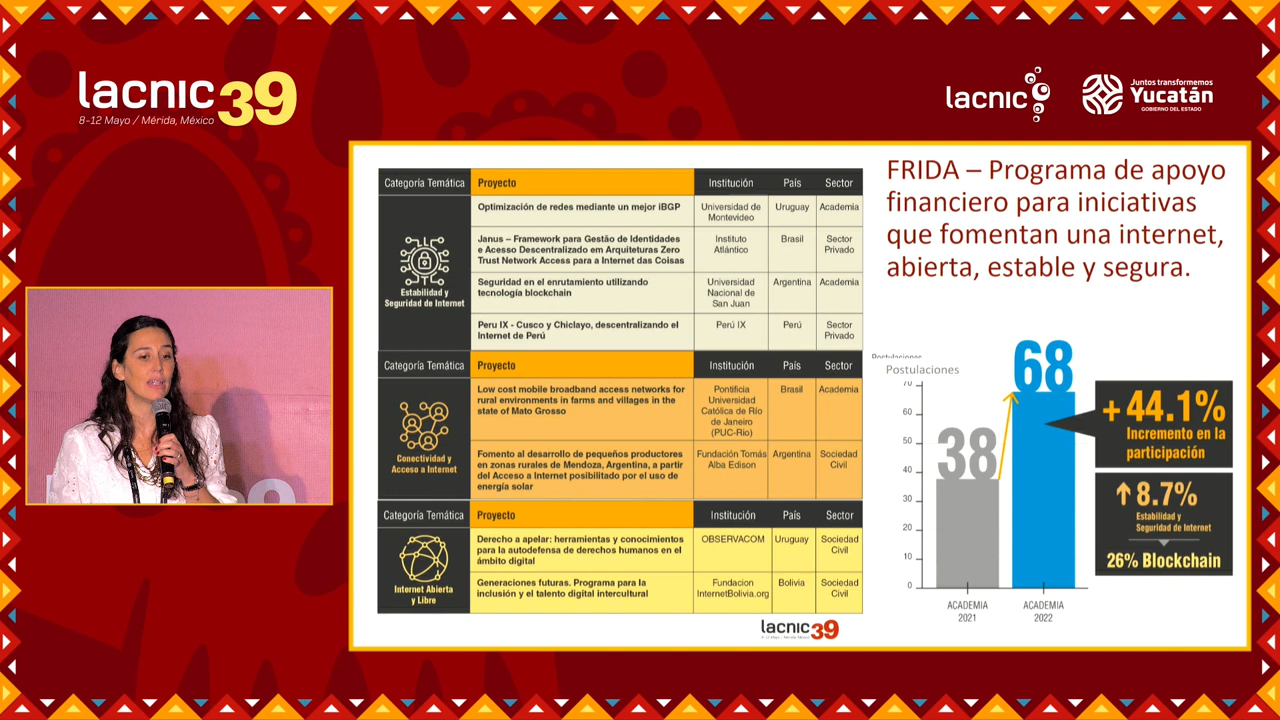 lacnic 39
8-12 Mayo / Mérida, México
lacnic
Juntos transformemos
Yucatán
GOBIERNO DEL ESTADO
FRIDA – Programa de apoyo
financiero para iniciativas
que fomentan una internet,
abierta, estable y segura.
Categoría Temática Proyecto Institución País Sector
Estabilidad y
Seguridad de Internet
Optimización de redes mediante un mejor iBGP
Universidad de
Montevideo
Uruguay
Academia
Janus – Framework para Gestão de Identidades
e Acesso Descentralizado em Arquiteturas Zero
Trust Network Access para a Internet das Coisas
Instituto
Atlántico
Brasil
Sector
Privado
Seguridad en el enrutamiento utilizando
tecnología blockchain
Universidad
Nacional de
San Juan
Argentina
Academia
Peru IX - Cusco y Chiclayo, descentralizando el
Internet de Perú
Perú IX
Perú
Sector
Privado
Categoría Temática Proyecto Institución País Sector
Conectividad y
Acceso a Internet
Low cost mobile broadband access networks for
rural environments in farms and villages in the
state of Mato Grosso
Pontificia
Universidad
Católica de Río
de Janeiro
(PUC-Rio)
Brasil
Academia
Fomento al desarrollo de pequeños productores
en zonas rurales de Mendoza, Argentina, a partir
del Acceso a Internet posibilitado por el uso de
energía solar
Fundación Tomás
Alba Edison
Argentina
Sociedad
Civil
Categoría Temática Proyecto Institución País Sector
Internet Abierta
y Libre
Derecho a apelar: herramientas y conocimientos
para la autodefensa de derechos humanos en el
ámbito digital
OBSERVACOM
Uruguay
Sociedad
Civil
Generaciones futuras. Programa para la
inclusión y el talento digital intercultural
Fundacion
InternetBolivia.org
Bolivia
Sociedad
Civil
lacnic 39
Postulaciones
Postulaciones
70
60
50
40
30
20
10
0
38
68
ACADEMIA
2021
ACADEMIA
2022
+ 44.1%
Incremento en la
participación
8.7%
Estabilidad y
Seguridad de Internet
26% Blockchain